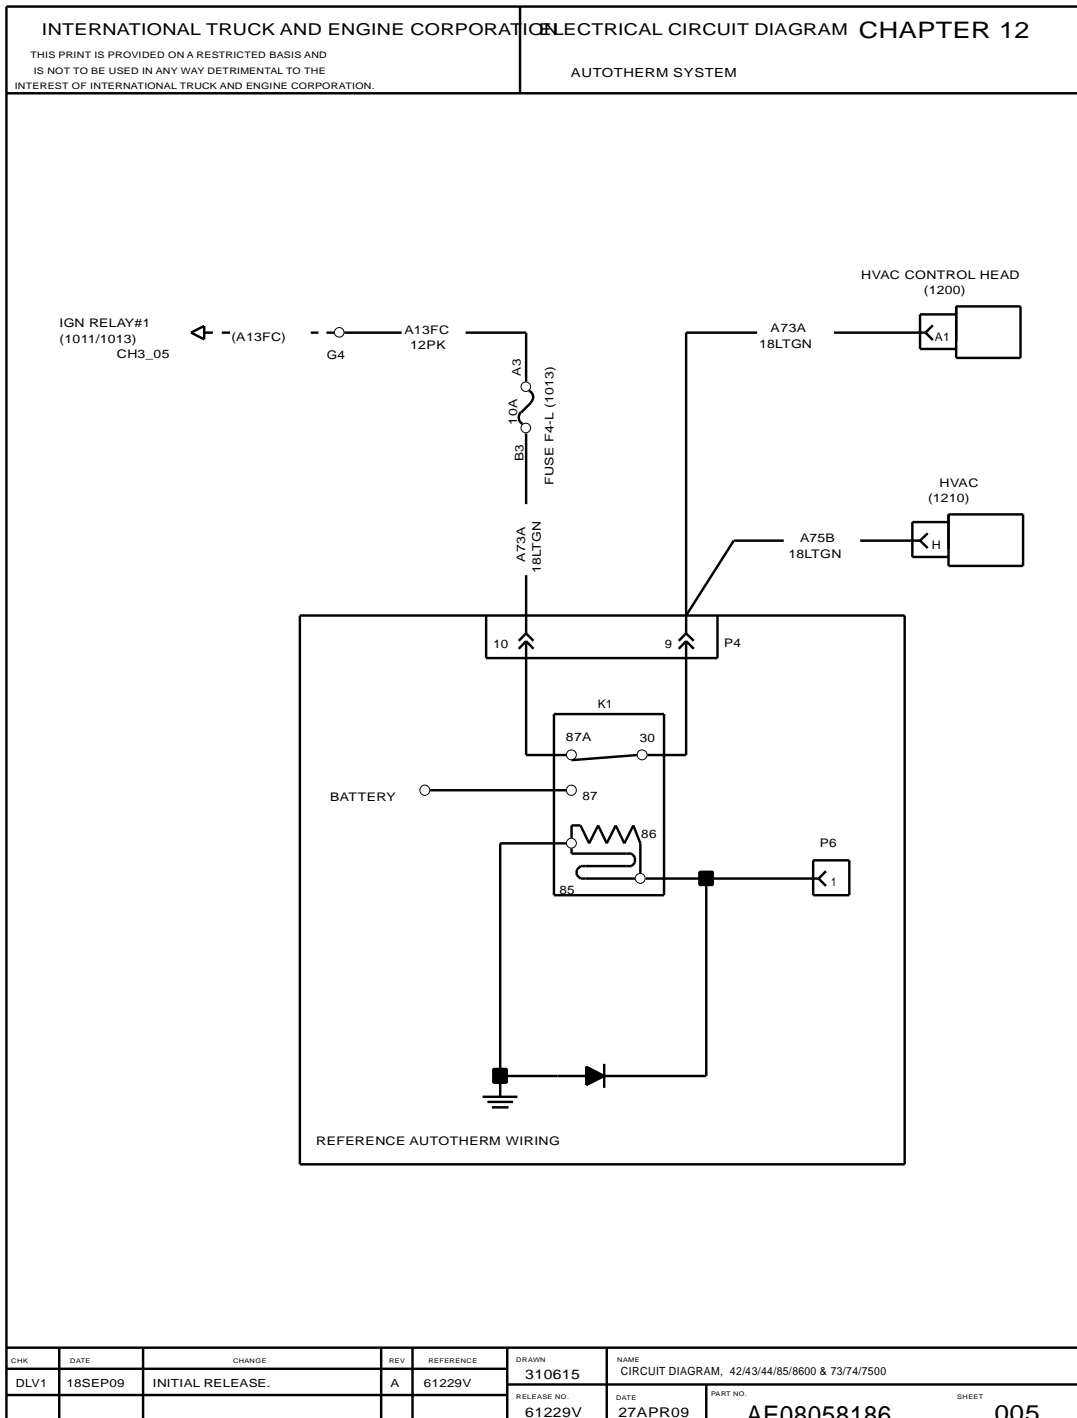 INTERNATIONAL TRUCK AND ENGINE CORPORATION
THIS PRINT IS PROVIDED ON A RESTRICTED BASIS AND
IS NOT TO BE USED IN ANY WAY DETRIMENTAL TO THE
INTEREST OF INTERNATIONAL TRUCK AND ENGINE CORPORATION.
ELECTRICAL CIRCUIT DIAGRAM CHAPTER 12
AUTOTHERM SYSTEM
HVAC CONTROL HEAD
(1200)
A1
IGN RELAY#1
(1011/1013)
CH3_05
(A13FC)
G4
A13FC
12PK
A73A
18LTGN
A3
10A
B3
FUSE F4-L (1013)
HVAC
(1210)
H
A73A
18LTGN
A75B
18LTGN
10
9
P4
K1
87A
30
BATTERY
87
86
85
P6
1
REFERENCE AUTOTHERM WIRING
CHK
DATE
CHANGE
REV
REFERENCE
DLV1
18SEP09
INITIAL RELEASE.
A
61229V
DRAWN
310615
NAME
CIRCUIT DIAGRAM, 42/43/44/85/8600 & 73/74/7500
RELEASE NO.
61229V
DATE
27APR09
PART NO.
AE08058186
SHEET
005